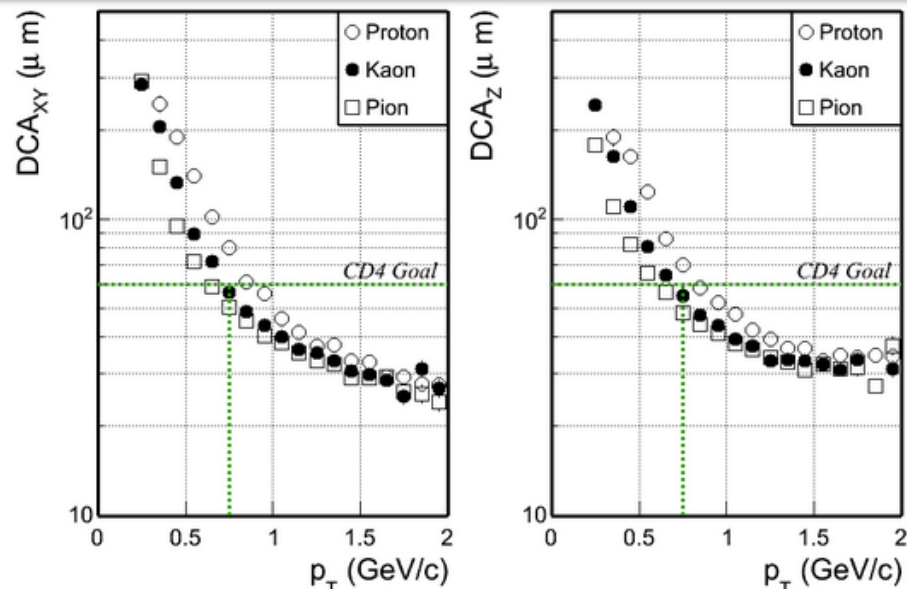 DCA_XY (μ m)
Proton
Kaon
Pion
10²
CD4 Goal
10
0
0.5
1
1.5
2
p_T (GeV/c)
DCA_Z (μ m)
Proton
Kaon
Pion
10²
CD4 Goal
10
0
0.5
1
1.5
2
p_T (GeV/c)